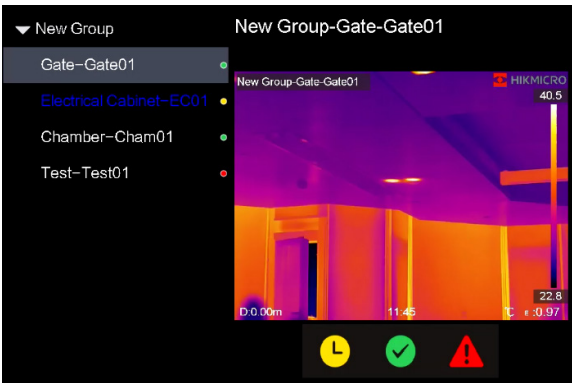 New Group
New Group-Gate-Gate01
Gate-Gate01
Electrical Cabinet-EC01
Chamber-Cham01
Test-Test01
New Group-Gate-Gate01
HIKMICRO
40.5
22.8
D:0.00m
11:45
℃ ε:0.97